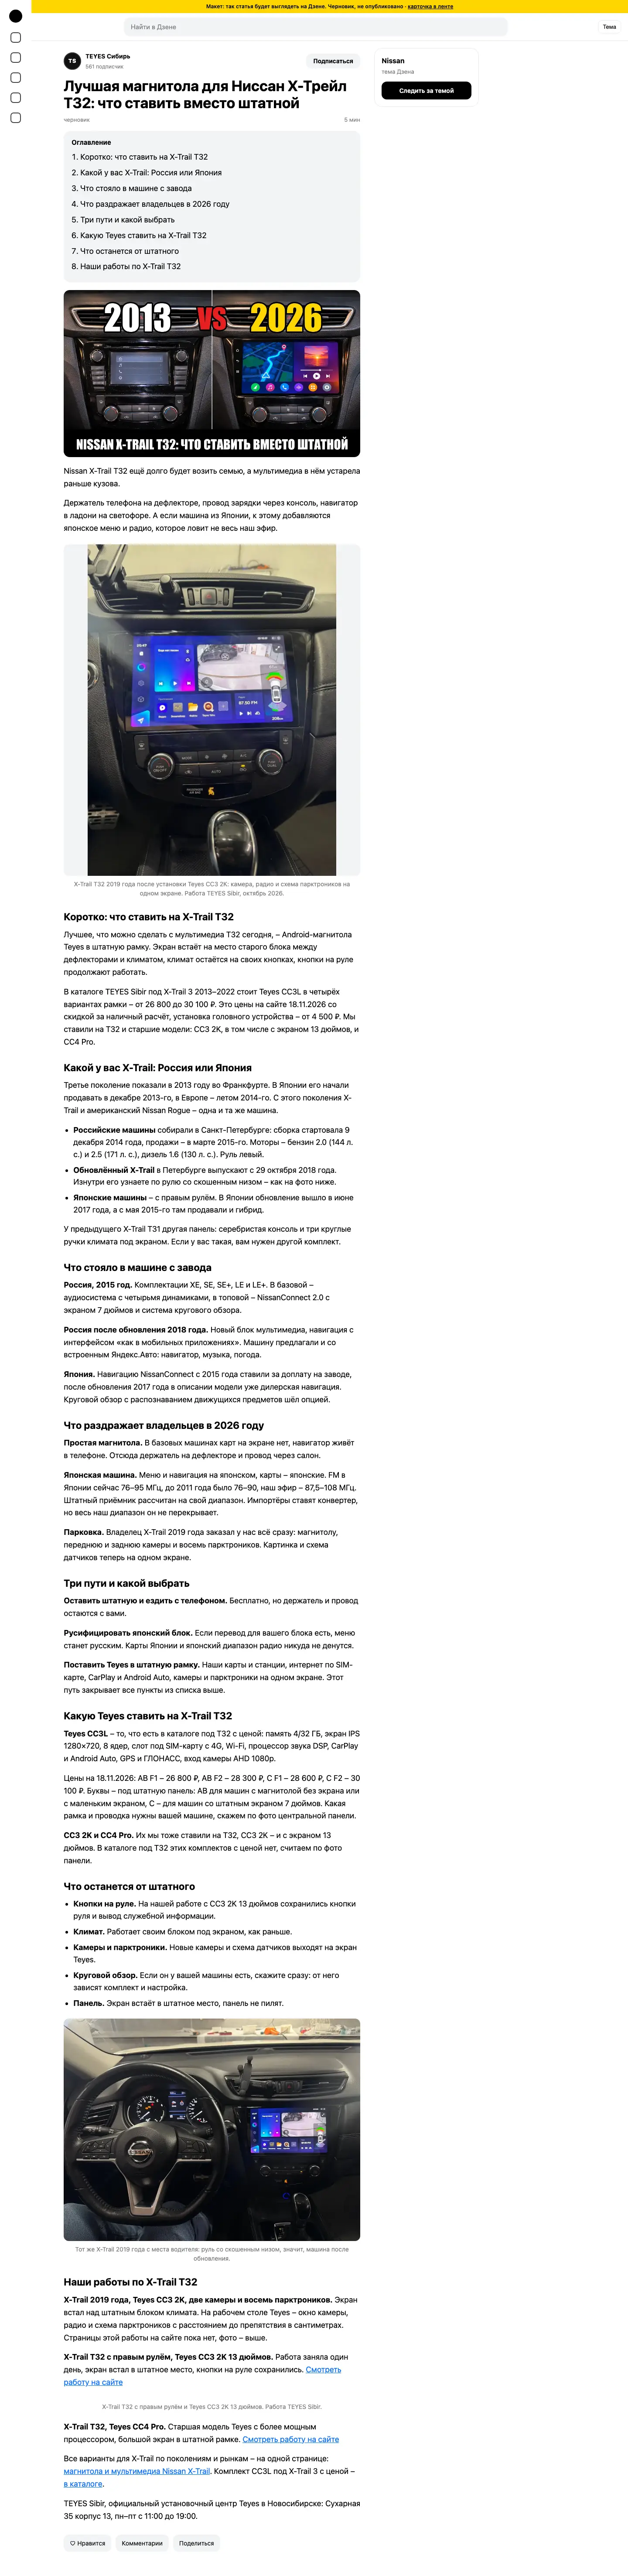 Макет: так статья будет выглядеть на Дзене. Черновик, не опубликовано · карточка в ленте
Найти в Дзене
Тема
TS
TEYES Сибирь
581 подписчик
Подписаться
Nissan
тема Дзена
Следить за темой
Лучшая магнитола для Ниссан Х-Трейл
Т32: что ставить вместо штатной
черновик
5 мин
Оглавление
1. Коротко: что ставить на X-Trail T32
2. Какой у вас X-Trail: Россия или Япония
3. Что стояло в машине с завода
4. Что раздражает владельцев в 2026 году
5. Три пути и какой выбрать
6. Какую Teyes ставить на X-Trail T32
7. Что останется от штатного
8. Наши работы по X-Trail T32
2013 VS 2026
NISSAN X-TRAIL T32: ЧТО СТАВИТЬ ВМЕСТО ШТАТНОЙ
Nissan X-Trail T32 ещё долго будет возить семью, а мультимедиа в нём устарела
раньше кузова.
Держатель телефона на дефлекторе, провод зарядки через консоль, навигатор
в ладони на светофоре. А если машина из Японии, к этому добавляются
японское меню и радио, которое ловит не весь наш эфир.
X-Trail T32 2019 года после установки Teyes CC3 2K: камера, радио и схема парктроников на
одном экране. Работа TEYES Sibir, октябрь 2026.
Коротко: что ставить на X-Trail T32
Лучшее, что можно сделать с мультимедиа T32 сегодня, – Android-магнитола
Teyes в штатную рамку. Экран встаёт на место старого блока между
дефлекторами и климатом, климат остаётся на своих кнопках, кнопки на руле
продолжают работать.
В каталоге TEYES Sibir под X-Trail 3 2013–2022 стоит Teyes CC3L в четырёх
вариантах рамки – от 26 800 до 30 100 ₽. Это цены на сайте 18.11.2026 со
скидкой за наличный расчёт, установка головного устройства – от 4 500 ₽. Мы
ставили на T32 и старшие модели: CC3 2K, в том числе с экраном 13 дюймов, и
CC4 Pro.
Какой у вас X-Trail: Россия или Япония
Третье поколение показали в 2013 году во Франкфурте. В Японии его начали
продавать в декабре 2013-го, в Европе – летом 2014-го. С этого поколения X-
Trail и американский Nissan Rogue – одна и та же машина.
• Российские машины собирали в Санкт-Петербурге: сборка стартовала 9
декабря 2014 года, продажи – в марте 2015-го. Моторы – бензин 2.0 (144 л.
с.) и 2.5 (171 л. с.), дизель 1.6 (130 л. с.). Руль левый.
• Обновлённый X-Trail в Петербурге выпускают с 29 октября 2018 года.
Изнутри его узнаете по рулю со скошенным низом – как на фото ниже.
• Японские машины – с правым рулём. В Японии обновление вышло в июне
2017 года, а с мая 2015-го там продавали и гибрид.
У предыдущего X-Trail T31 другая панель: серебристая консоль и три круглые
ручки климата под экраном. Если у вас такая, вам нужен другой комплект.
Что стояло в машине с завода
Россия, 2015 год. Комплектации XE, SE, SE+, LE и LE+. В базовой –
аудиосистема с четырьмя динамиками, в топовой – NissanConnect 2.0 с
экраном 7 дюймов и система кругового обзора.
Россия после обновления 2018 года. Новый блок мультимедиа, навигация с
интерфейсом «как в мобильных приложениях». Машину предлагали и со
встроенным Яндекс.Авто: навигатор, музыка, погода.
Япония. Навигацию NissanConnect с 2015 года ставили за доплату на заводе,
после обновления 2017 года в описании модели уже дилерская навигация.
Круговой обзор с распознаванием движущихся предметов шёл опцией.
Что раздражает владельцев в 2026 году
Простая магнитола. В базовых машинах карт на экране нет, навигатор живёт
в телефоне. Отсюда держатель на дефлекторе и провод через салон.
Японская машина. Меню и навигация на японском, карты – японские. FM в
Японии сейчас 76–95 МГц, до 2011 года было 76–90, наш эфир – 87,5–108 МГц.
Штатный приёмник рассчитан на свой диапазон. Импортёры ставят конвертер,
но весь наш диапазон он не перекрывает.
Парковка. Владелец X-Trail 2019 года заказал у нас всё сразу: магнитолу,
переднюю и заднюю камеры и восемь парктроников. Картинка и схема
датчиков теперь на одном экране.
Три пути и какой выбрать
Оставить штатную и ездить с телефоном. Бесплатно, но держатель и провод
остаются с вами.
Русифицировать японский блок. Если перевод для вашего блока есть, меню
станет русским. Карты Японии и японский диапазон радио никуда не денутся.
Поставить Teyes в штатную рамку. Наши карты и станции, интернет по SIM-
карте, CarPlay и Android Auto, камеры и парктроники на одном экране. Этот
путь закрывает все пункты из списка выше.
Какую Teyes ставить на X-Trail T32
Teyes CC3L – то, что есть в каталоге под T32 с ценой: память 4/32 ГБ, экран IPS
1280×720, 8 ядер, слот под SIM-карту с 4G, Wi-Fi, процессор звука DSP, CarPlay
и Android Auto, GPS и ГЛОНАСС, вход камеры AHD 1080p.
Цены на 18.11.2026: AB F1 – 26 800 ₽, AB F2 – 28 300 ₽, C F1 – 28 600 ₽, C F2 – 30
100 ₽. Буквы – под штатную панель: AB для машин с магнитолой без экрана или
с маленьким экраном, C – для машин со штатным экраном 7 дюймов. Какая
рамка и проводка нужны вашей машине, скажем по фото центральной панели.
CC3 2K и CC4 Pro. Их мы тоже ставили на T32, CC3 2K – и с экраном 13
дюймов. В каталоге под T32 этих комплектов с ценой нет, считаем по фото
панели.
Что останется от штатного
• Кнопки на руле. На нашей работе с CC3 2K 13 дюймов сохранились кнопки
руля и вывод служебной информации.
• Климат. Работает своим блоком под экраном, как раньше.
• Камеры и парктроники. Новые камеры и схема датчиков выходят на экран
Teyes.
• Круговой обзор. Если он у вашей машины есть, скажите сразу: от него
зависят комплект и настройка.
• Панель. Экран встаёт в штатное место, панель не пилят.
Тот же X-Trail 2019 года с места водителя: руль со скошенным низом, значит, машина после
обновления.
Наши работы по X-Trail T32
X-Trail 2019 года, Teyes CC3 2K, две камеры и восемь парктроников. Экран
встал над штатным блоком климата. На рабочем столе Teyes – окно камеры,
радио и схема парктроников с расстоянием до препятствия в сантиметрах.
Страницы этой работы на сайте пока нет, фото – выше.
X-Trail T32 с правым рулём, Teyes CC3 2K 13 дюймов. Работа заняла один
день, экран встал в штатное место, кнопки на руле сохранились. Смотреть
работу на сайте
X-Trail T32 с правым рулём и Teyes CC3 2K 13 дюймов. Работа TEYES Sibir.
X-Trail T32, Teyes CC4 Pro. Старшая модель Teyes с более мощным
процессором, большой экран в штатной рамке. Смотреть работу на сайте
Все варианты для X-Trail по поколениям и рынкам – на одной странице:
магнитола и мультимедиа Nissan X-Trail. Комплект CC3L под X-Trail 3 с ценой –
в каталоге.
TEYES Sibir, официальный установочный центр Teyes в Новосибирске: Сухарная
35 корпус 13, пн–пт с 11:00 до 19:00.
Нравится
Комментарии
Поделиться